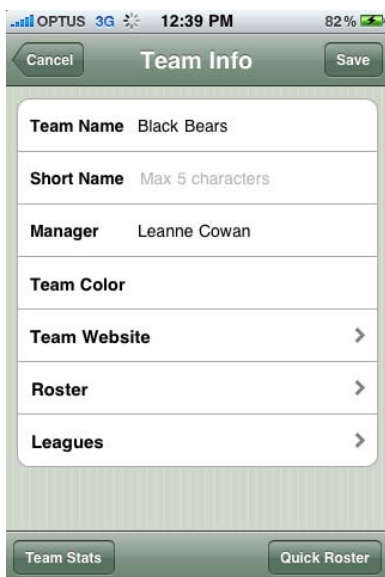 OPTUS 3G 12:39 PM 82%
Cancel Team Info Save
Team Name Black Bears
Short Name Max 5 characters
Manager Leanne Cowan
Team Color
Team Website
Roster
Leagues
Team Stats Quick Roster